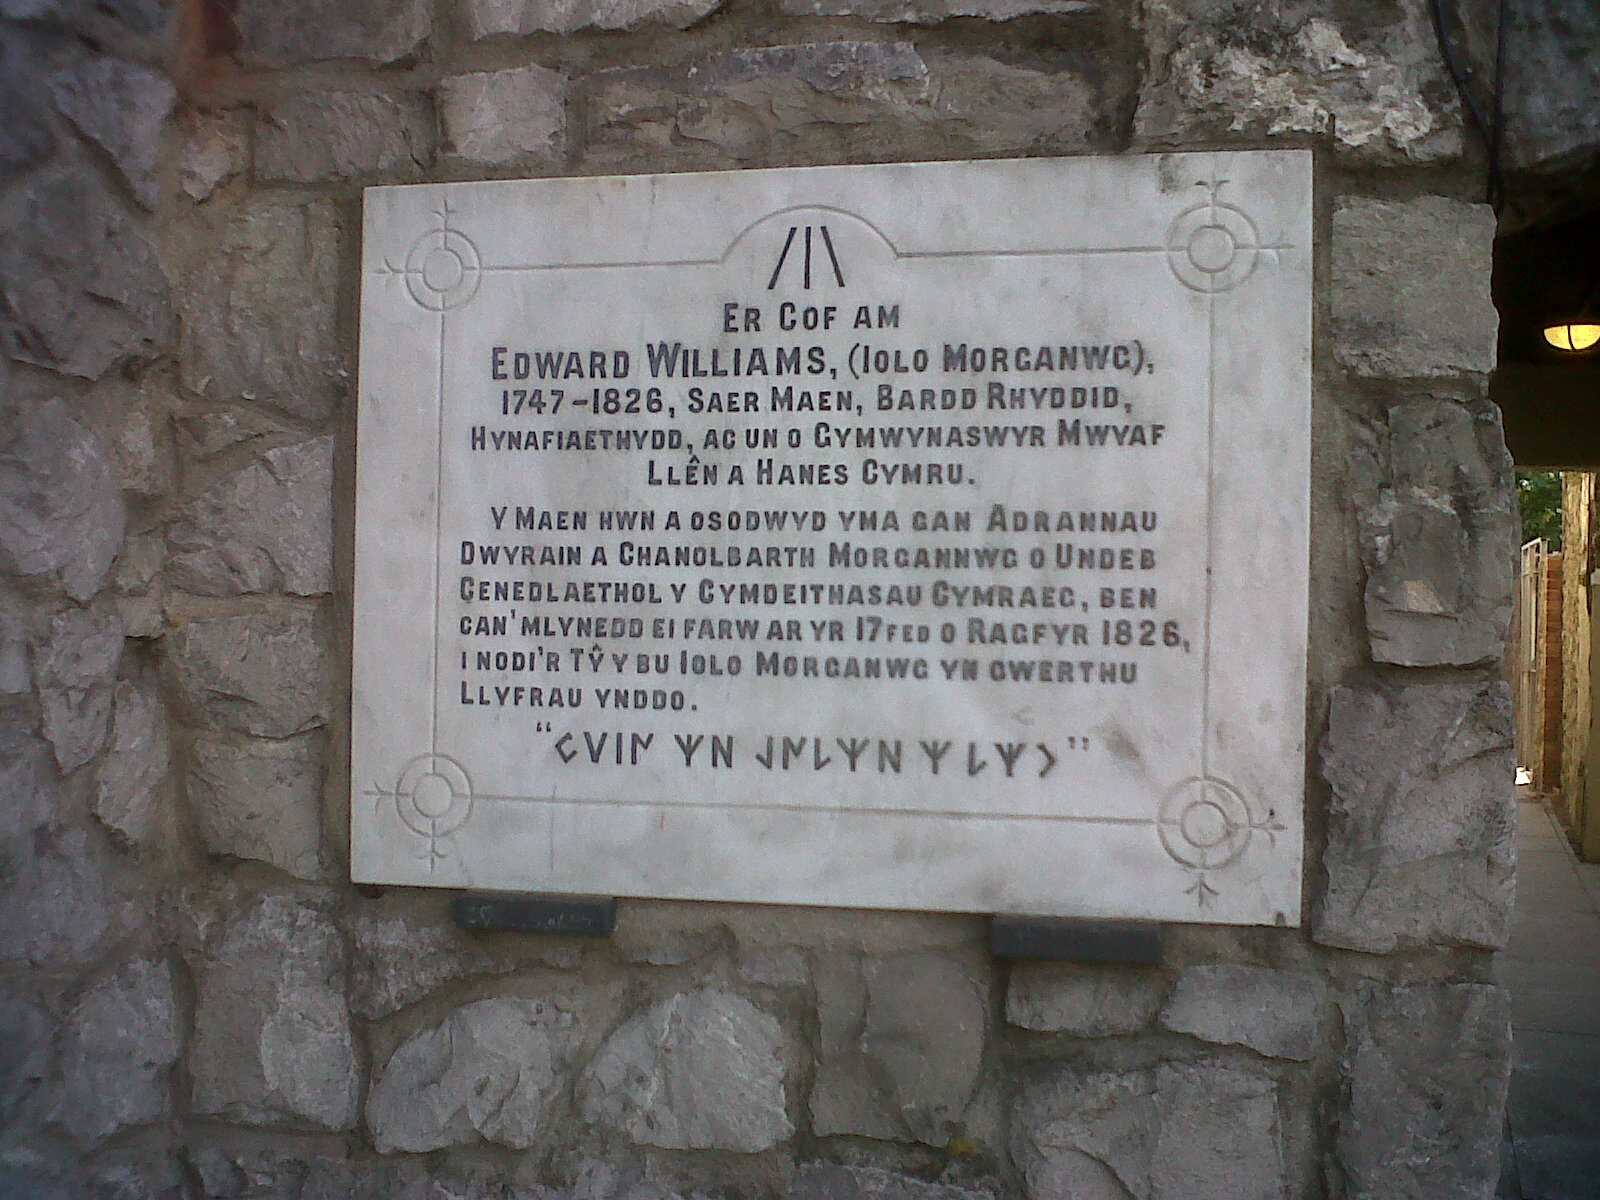 ER COF AM
EDWARD WILLIAMS, (IOLO MORGANWG),
1747-1826, SAER MAEN, BARDD RHYDDID,
HYNAFIAETHYDD, AC UN O GYMWYNASWYR MWYAF
LLÊN A HANES CYMRU.
Y MAEN HWN A OSODWYD YMA GAN ADRANNAU
DWYRAIN A CHANOLBARTH MORGANNWG O UNDEB
CENEDLAETHOL Y CYMDEITHASAU CYMRAEG, BEN
CAN' MLYNEDD EI FARW AR YR 17FED O RAGFYR 1826,
I NODI'R TŶ Y BU IOLO MORGANWG YN GWERTHU
LLYFRAU YNDDO.